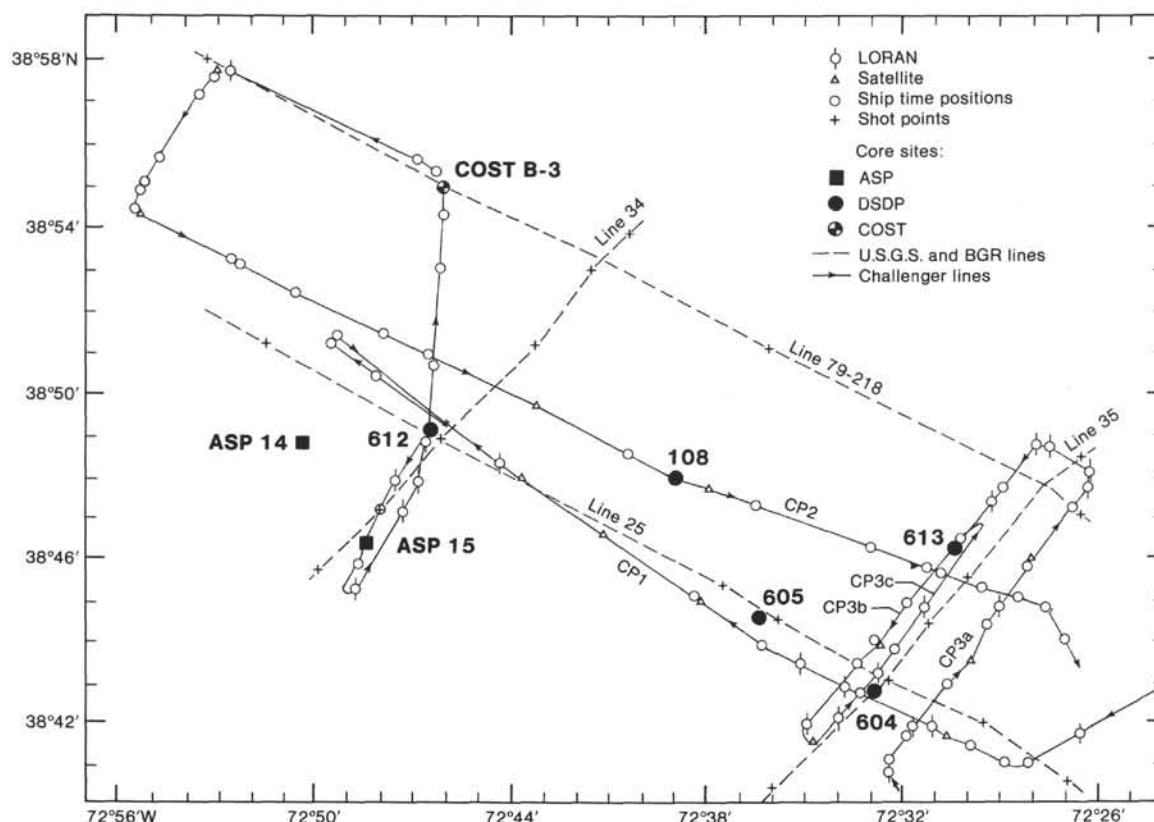 38°58'N
38°54'
38°50'
38°46'
38°42'
72°56'W
72°50'
72°44'
72°38'
72°32'
72°26'
LORAN
Satellite
Ship time positions
Shot points
Core sites:
ASP
DSDP
COST
U.S.G.S. and BGR lines
Challenger lines
COST B-3
Line 34
Line 79-218
Line 35
ASP 14
612
108
ASP 15
Line 25
CP2
613
CP1
605
CP3c
CP3b
CP3a
604